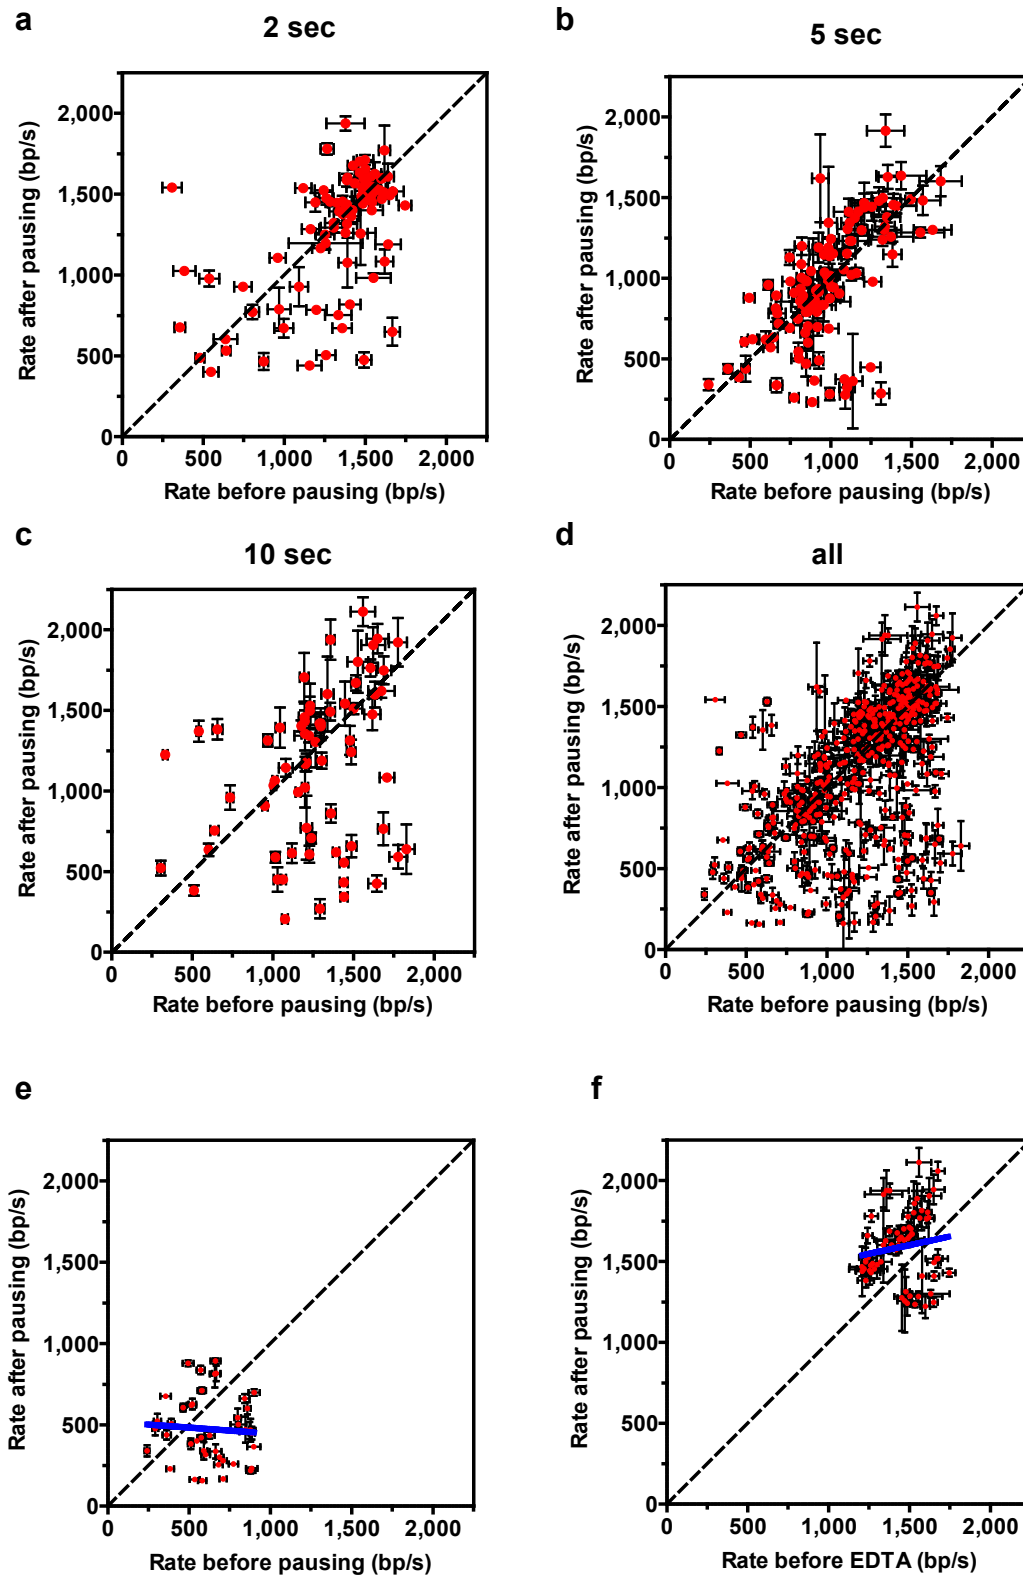 a
2 sec
Rate after pausing (bp/s)
2,000
1,500
1,000
500
0
0 500 1,000 1,500 2,000
Rate before pausing (bp/s)
b
5 sec
Rate after pausing (bp/s)
2,000
1,500
1,000
500
0
0 500 1,000 1,500 2,000
Rate before pausing (bp/s)
c
10 sec
Rate after pausing (bp/s)
2,000
1,500
1,000
500
0
0 500 1,000 1,500 2,000
Rate before pausing (bp/s)
d
all
Rate after pausing (bp/s)
2,000
1,500
1,000
500
0
0 500 1,000 1,500 2,000
Rate before pausing (bp/s)
e
Rate after pausing (bp/s)
2,000
1,500
1,000
500
0
0 500 1,000 1,500 2,000
Rate before pausing (bp/s)
f
Rate after pausing (bp/s)
2,000
1,500
1,000
500
0
0 500 1,000 1,500 2,000
Rate before EDTA (bp/s)